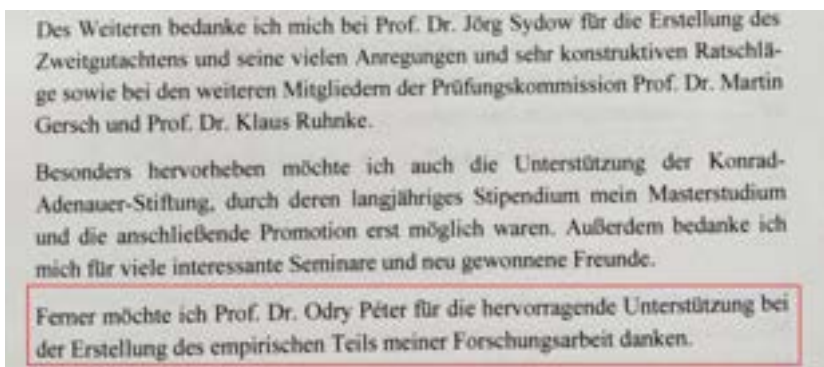 Des Weiteren bedanke ich mich bei Prof. Dr. Jörg Sydow für die Erstellung des
Zweitgutachtens und seine vielen Anregungen und sehr konstruktiven Ratschlä-
ge sowie bei den weiteren Mitgliedern der Prüfungskommission Prof. Dr. Martin
Gersch und Prof. Dr. Klaus Ruhnke.
Besonders hervorheben möchte ich auch die Unterstützung der Konrad-
Adenauer-Stiftung, durch deren langjähriges Stipendium mein Masterstudium
und die anschließende Promotion erst möglich waren. Außerdem bedanke ich
mich für viele interessante Seminare und neu gewonnene Freunde.
Ferner möchte ich Prof. Dr. Odry Péter für die hervorragende Unterstützung bei
der Erstellung des empirischen Teils meiner Forschungsarbeit danken.